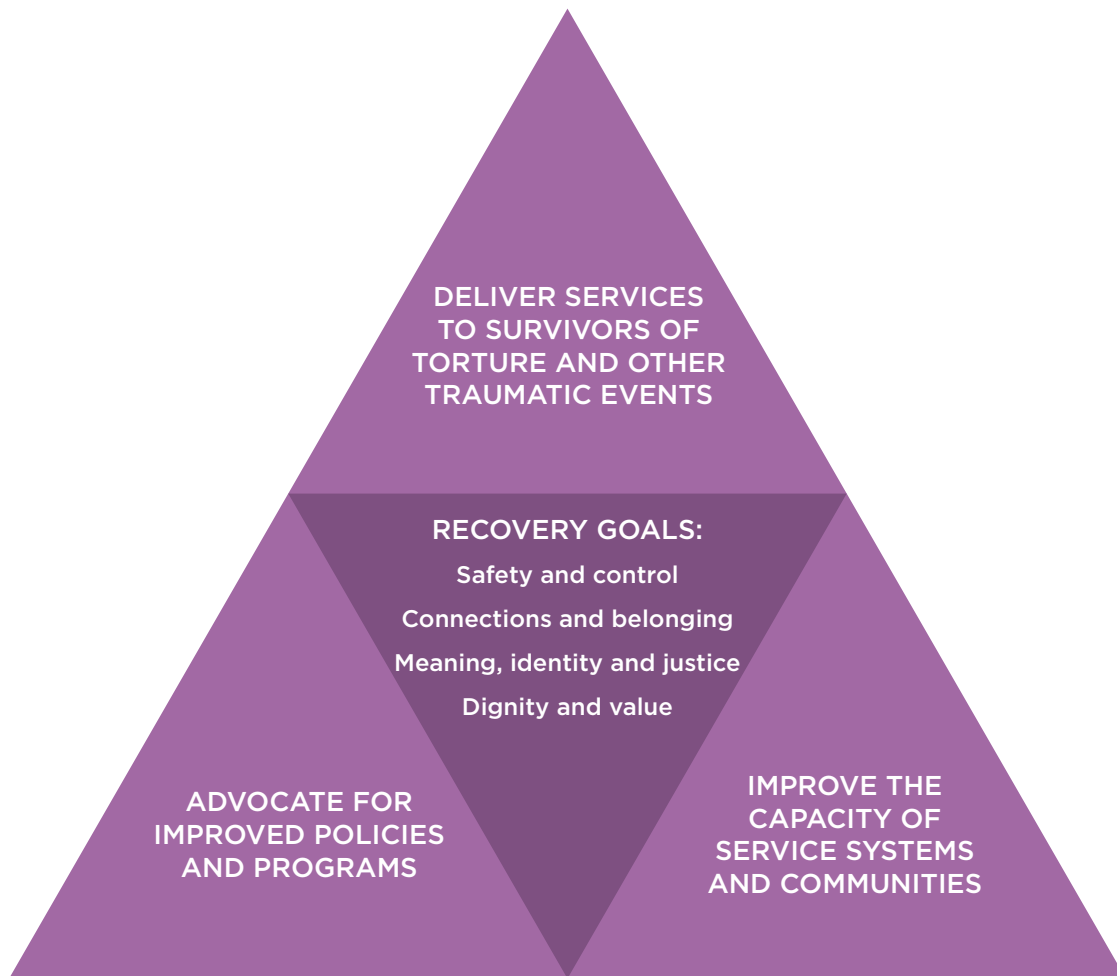 DELIVER SERVICES
TO SURVIVORS OF
TORTURE AND OTHER
TRAUMATIC EVENTS
RECOVERY GOALS:
Safety and control
Connections and belonging
Meaning, identity and justice
Dignity and value
ADVOCATE FOR
IMPROVED POLICIES
AND PROGRAMS
IMPROVE THE
CAPACITY OF
SERVICE SYSTEMS
AND COMMUNITIES